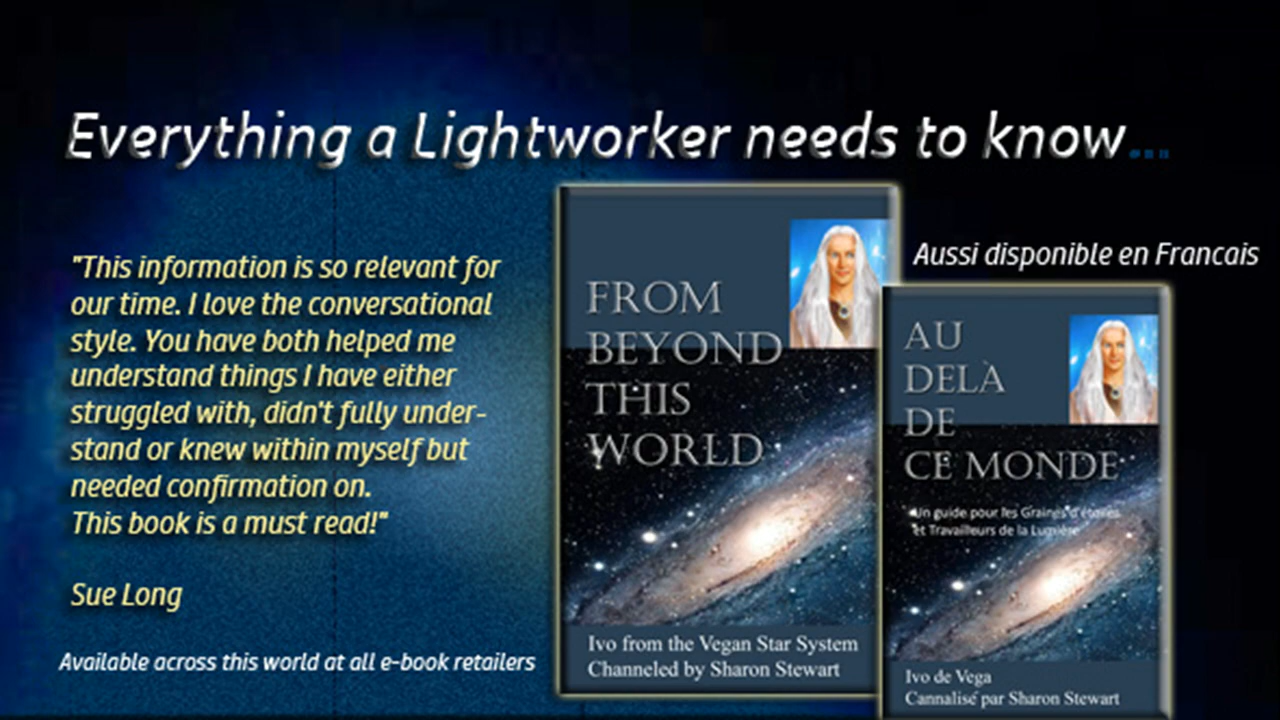 Everything a Lightworker needs to know...
"This information is so relevant for
our time. I love the conversational
style. You have both helped me
understand things I have either
struggled with, didn't fully under-
stand or knew within myself but
needed confirmation on.
This book is a must read!"
Sue Long
Available across this world at all e-book retailers
FROM
BEYOND
THIS
WORLD
Ivo from the Vegan Star System
Channeled by Sharon Stewart
Aussi disponible en Francais
AU
DELÀ
DE
CE MONDE
Un guide pour les Graines d'étoiles
et Travailleurs de la Lumière
Ivo de Vega
Cannalisé par Sharon Stewart